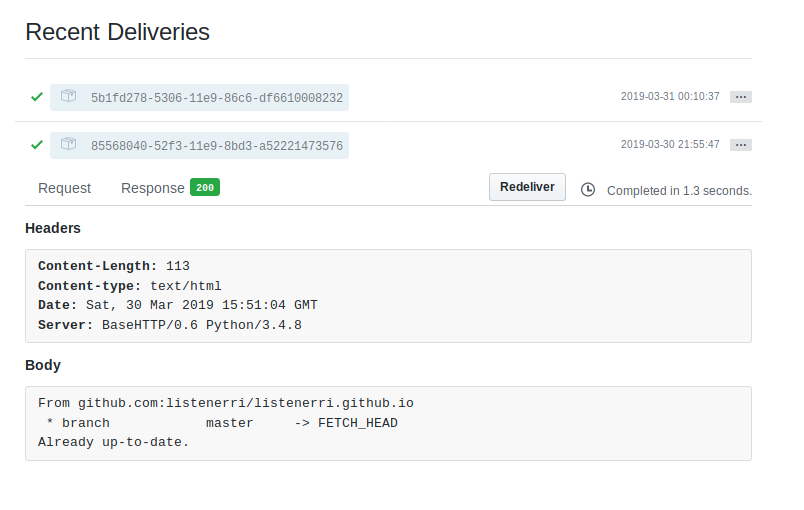 Recent Deliveries
5b1fd278-5306-11e9-86c6-df6610008232 2019-03-31 00:10:37 ...
85568040-52f3-11e9-8bd3-a52221473576 2019-03-30 21:55:47 ...
Request Response 200 Redeliver Completed in 1.3 seconds.
Headers
Content-Length: 113
Content-type: text/html
Date: Sat, 30 Mar 2019 15:51:04 GMT
Server: BaseHTTP/0.6 Python/3.4.8
Body
From github.com:listenerri/listenerri.github.io
* branch master -> FETCH_HEAD
Already up-to-date.